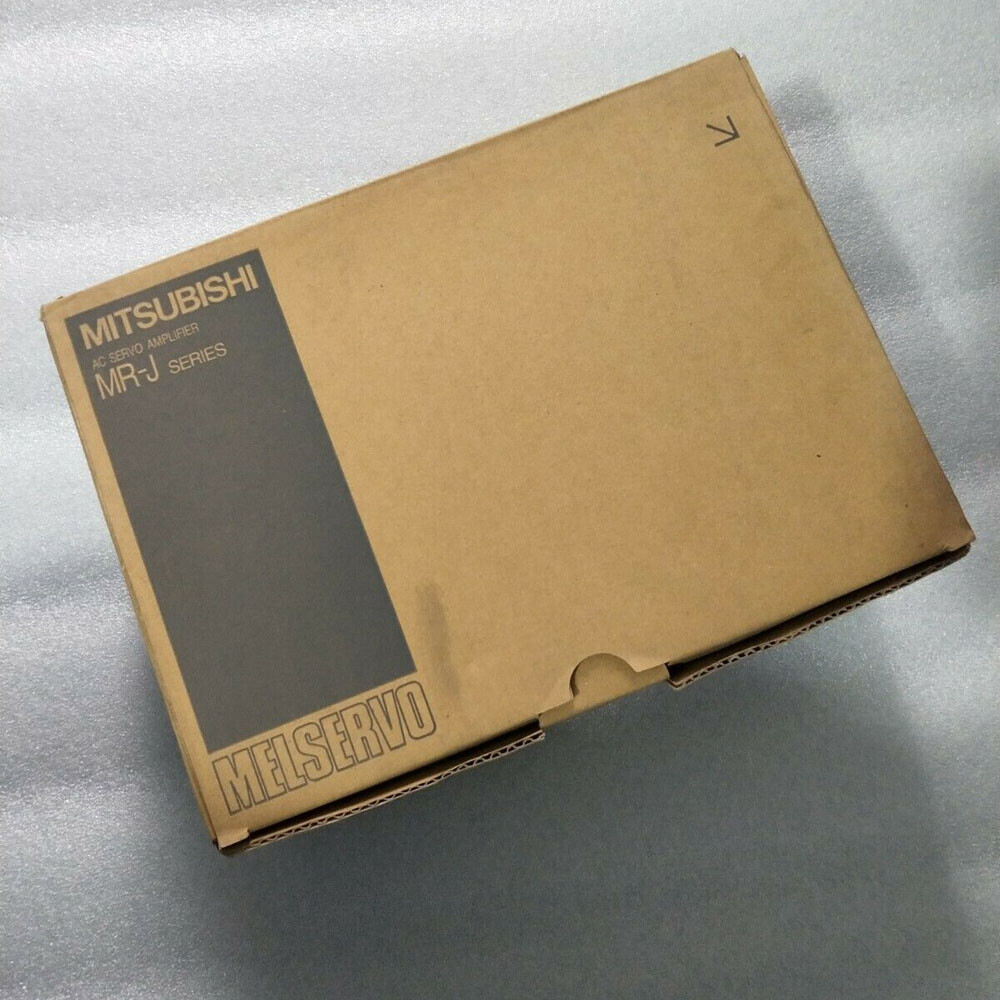 MITSUBISHI
AC SERVO AMPLIFIER
MR-J SERIES
MELSERVO